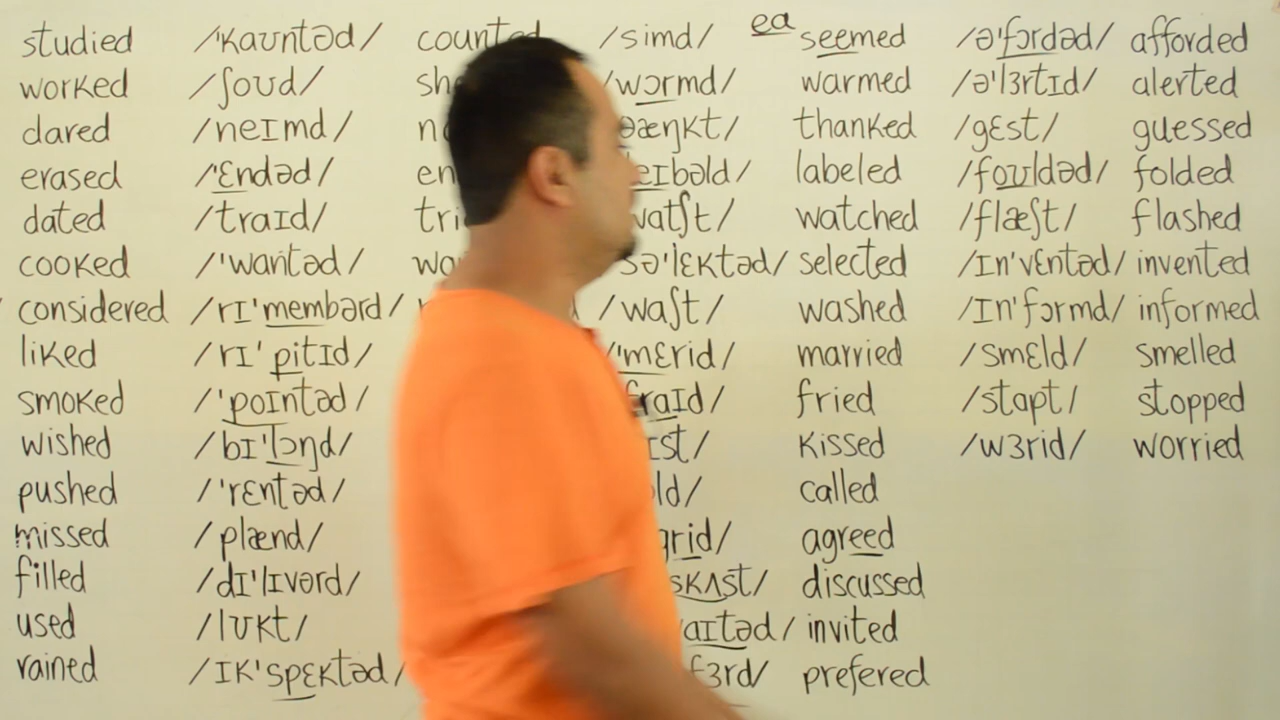 ea
studied /ˈkaʊntəd/ counted /simd/ seemed /əˈfɔrdəd/ afforded
worked /ʃoʊd/ /wɔrmd/ warmed /əˈlɜrtɪd/ alerted
dared /neɪmd/ thanked /gɛst/ guessed
erased /ˈɛndəd/ labeled /foʊldəd/ folded
dated /traɪd/ watched /flæʃt/ flashed
cooked /ˈwantəd/ selected /ɪnˈvɛntəd/ invented
considered /rɪˈmembərd/ /waʃt/ washed /ɪnˈfɔrmd/ informed
liked /rɪˈpitɪd/ /ˈmɛrid/ married /smɛld/ smelled
smoked /ˈpoɪntəd/ fried /stapt/ stopped
wished /bɪˈlɔŋd/ kissed /wɜrid/ worried
pushed /ˈrɛntəd/ called
missed /plænd/ agreed
filled /dɪˈlɪvərd/ discussed
used /lʊkt/ invited
rained /ɪkˈspɛktəd/ prefered